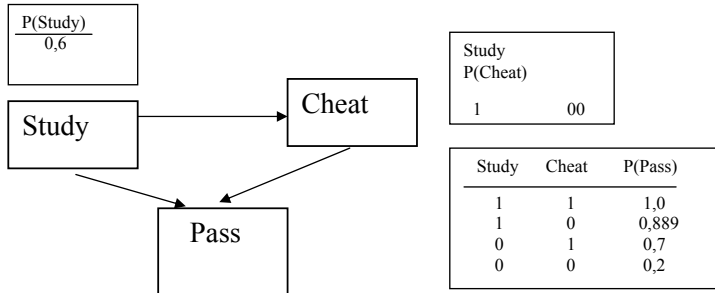 P(Study)
0,6
Study
Cheat
Pass
Study
P(Cheat)
1 00
Study Cheat P(Pass)
1 1 1,0
1 0 0,889
0 1 0,7
0 0 0,2